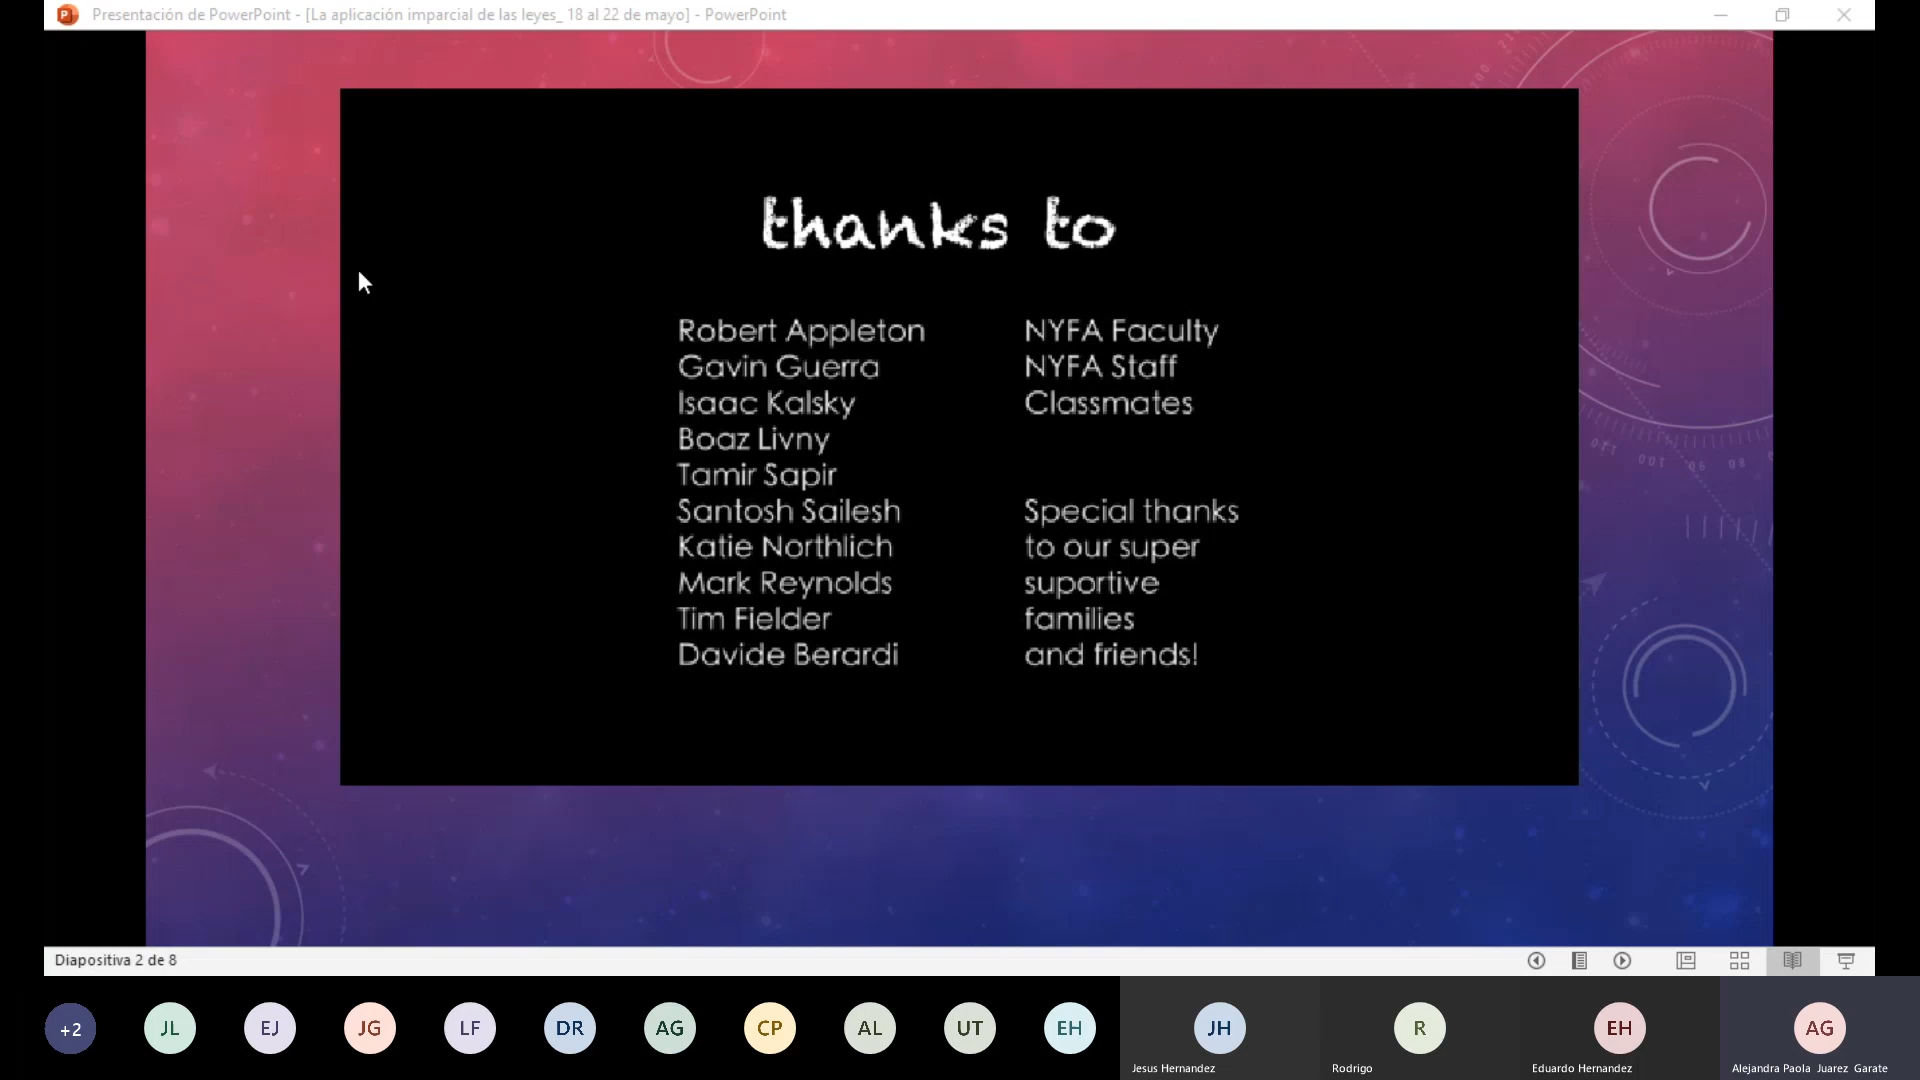 Presentación de PowerPoint - [La aplicación imparcial de las leyes_ 18 al 22 de mayo] - PowerPoint
thanks to
Robert Appleton
Gavin Guerra
Isaac Kalsky
Boaz Livny
Tamir Sapir
Santosh Sailesh
Katie Northlich
Mark Reynolds
Tim Fielder
Davide Berardi
NYFA Faculty
NYFA Staff
Classmates
Special thanks
to our super
suportive
families
and friends!
Diapositiva 2 de 8
+2
JL
EJ
JG
LF
DR
AG
CP
AL
UT
EH
JH
Jesus Hernandez
R
Rodrigo
EH
Eduardo Hernandez
AG
Alejandra Paola Juarez Garate